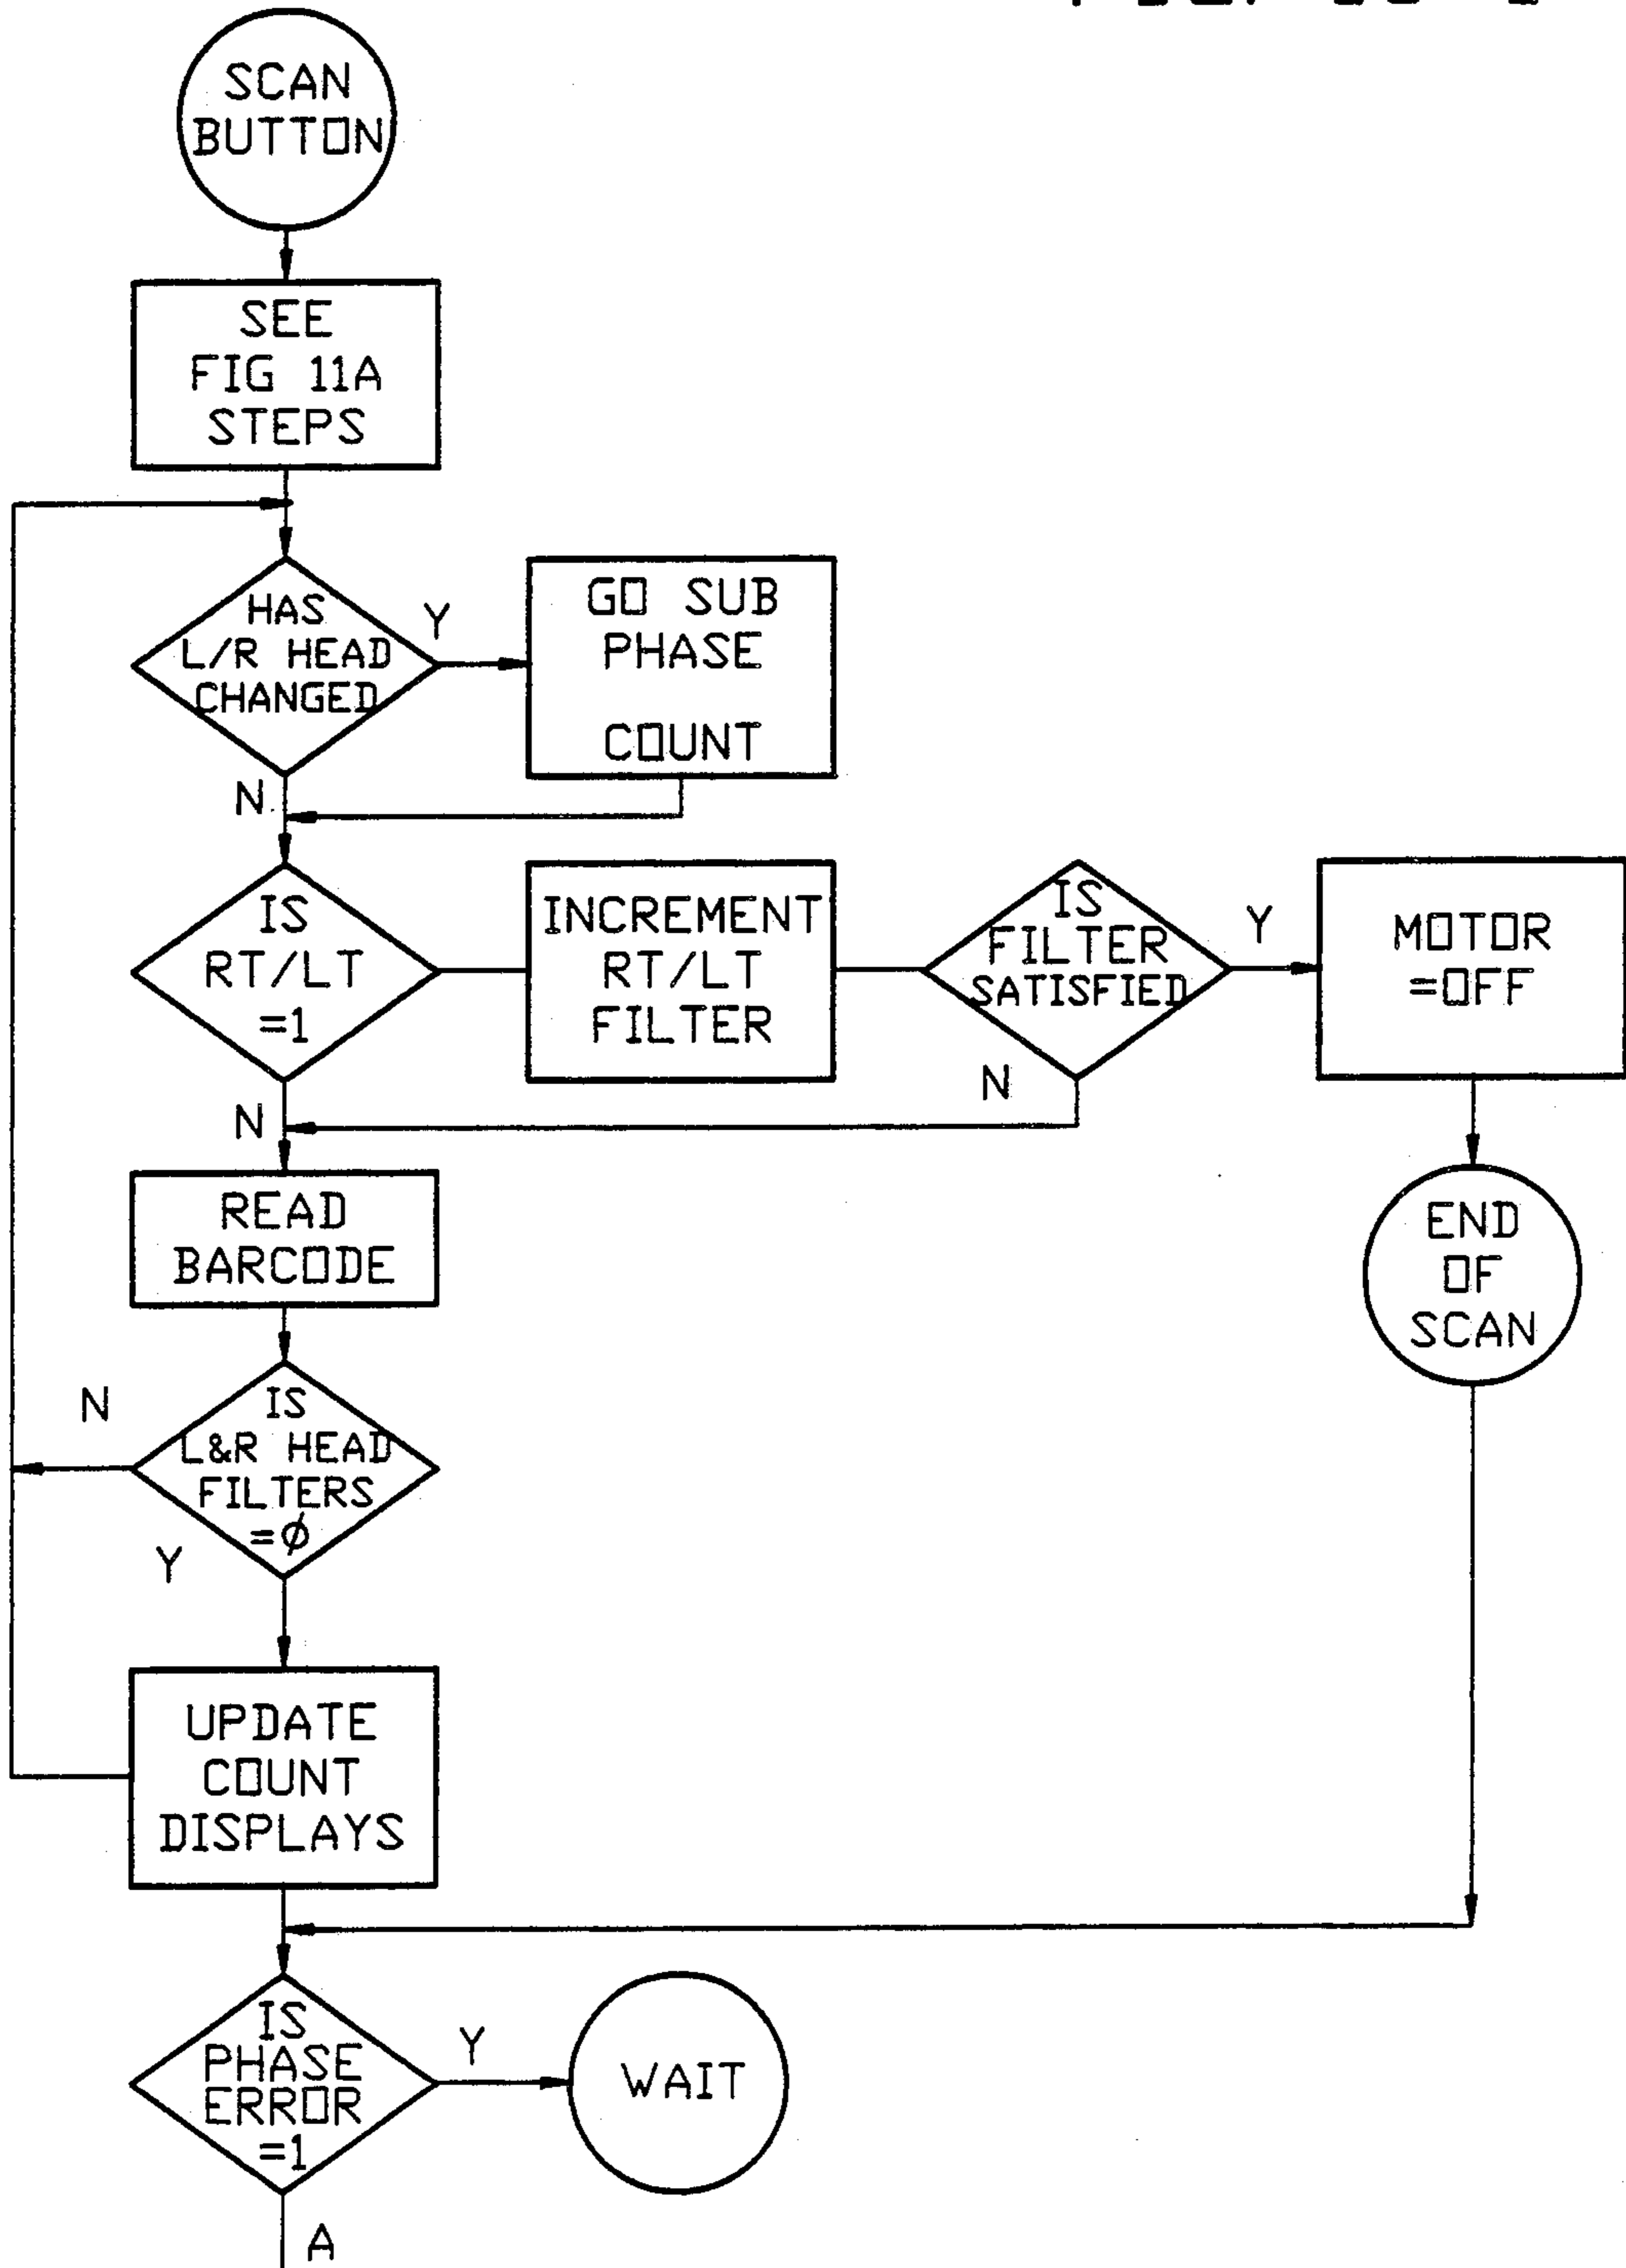 SCAN
BUTTON
SEE
FIG 11A
STEPS
HAS
L/R HEAD
CHANGED
Y
GO SUB
PHASE
COUNT
N
IS
RT/LT
=1
INCREMENT
RT/LT
FILTER
IS
FILTER
SATISFIED
Y
MOTOR
=OFF
N
N
READ
BARCODE
END
OF
SCAN
N
IS
L&R HEAD
FILTERS
=Ø
Y
UPDATE
COUNT
DISPLAYS
IS
PHASE
ERROR
=1
Y
WAIT
A